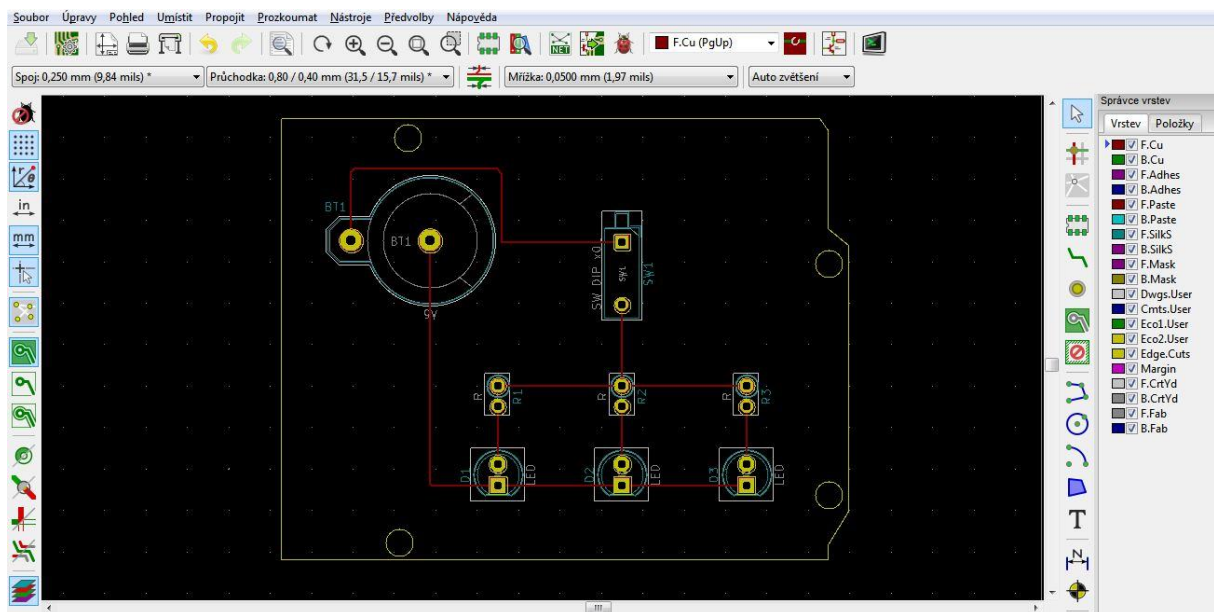 Soubor Úpravy Pohled Umístit Propojit Prozkoumat Nástroje Předvolby Nápověda
NET
F.Cu (PgUp)
Spoj: 0,250 mm (9,84 mils) *
Průchodka: 0,80 / 0,40 mm (31,5 / 15,7 mils) *
Mřížka: 0,0500 mm (1,97 mils)
Auto zvětšení
in
mm
BT1
BT1
SW_DIP_x0
SW1
SW1
R
R1
R
R2
R
R3
D1
LED
D2
LED
D3
LED
T
N
Správce vrstev
Vrstev Položky
F.Cu
B.Cu
F.Adhes
B.Adhes
F.Paste
B.Paste
F.SilkS
B.SilkS
F.Mask
B.Mask
Dwgs.User
Cmts.User
Eco1.User
Eco2.User
Edge.Cuts
Margin
F.CrtYd
B.CrtYd
F.Fab
B.Fab